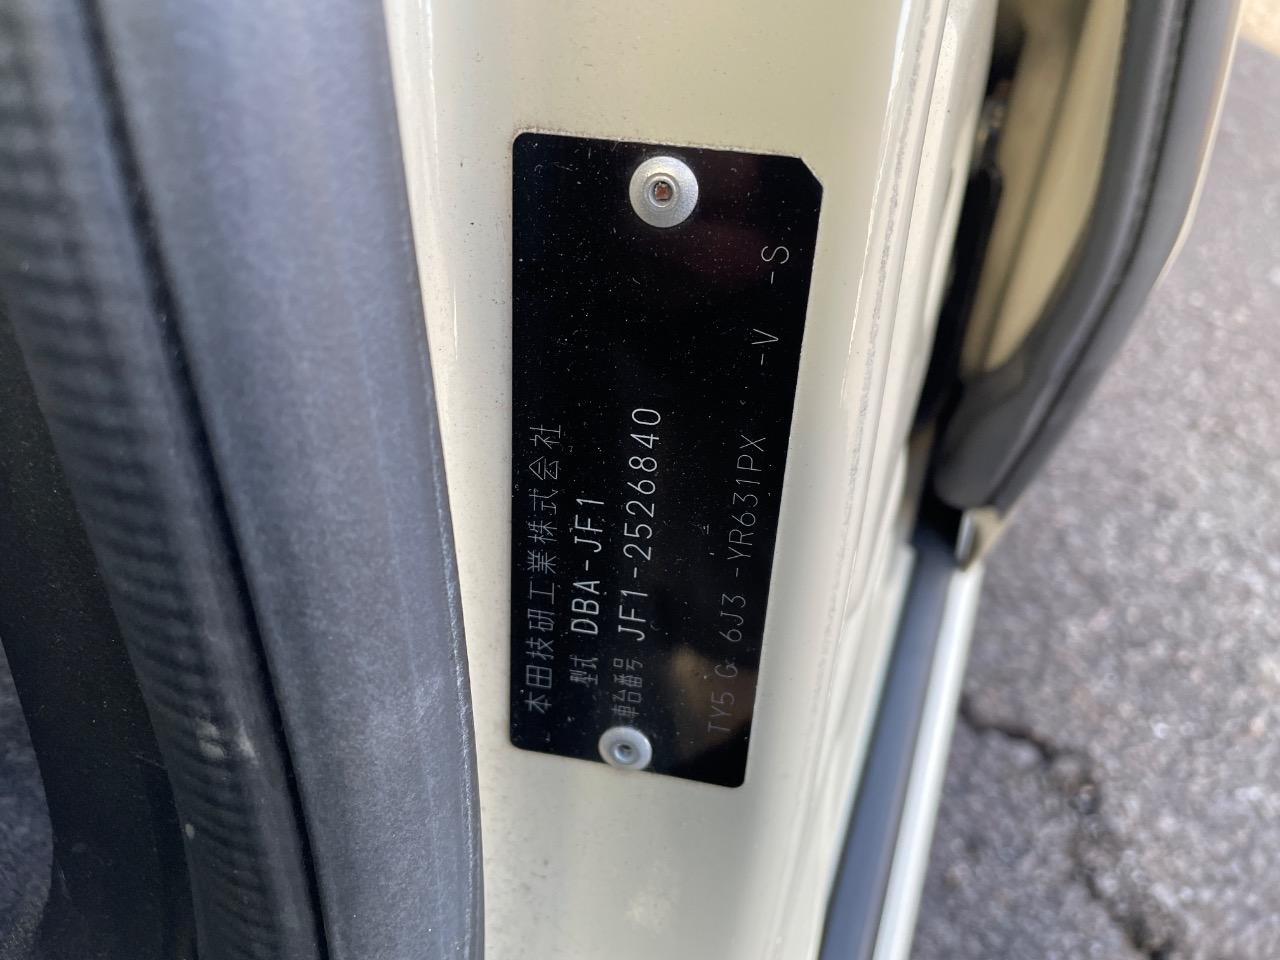 本田技研工業株式会社
型式 DBA-JF1
車台番号 JF1-2526840
TY5 G 6J3 -YR631PX -V -S